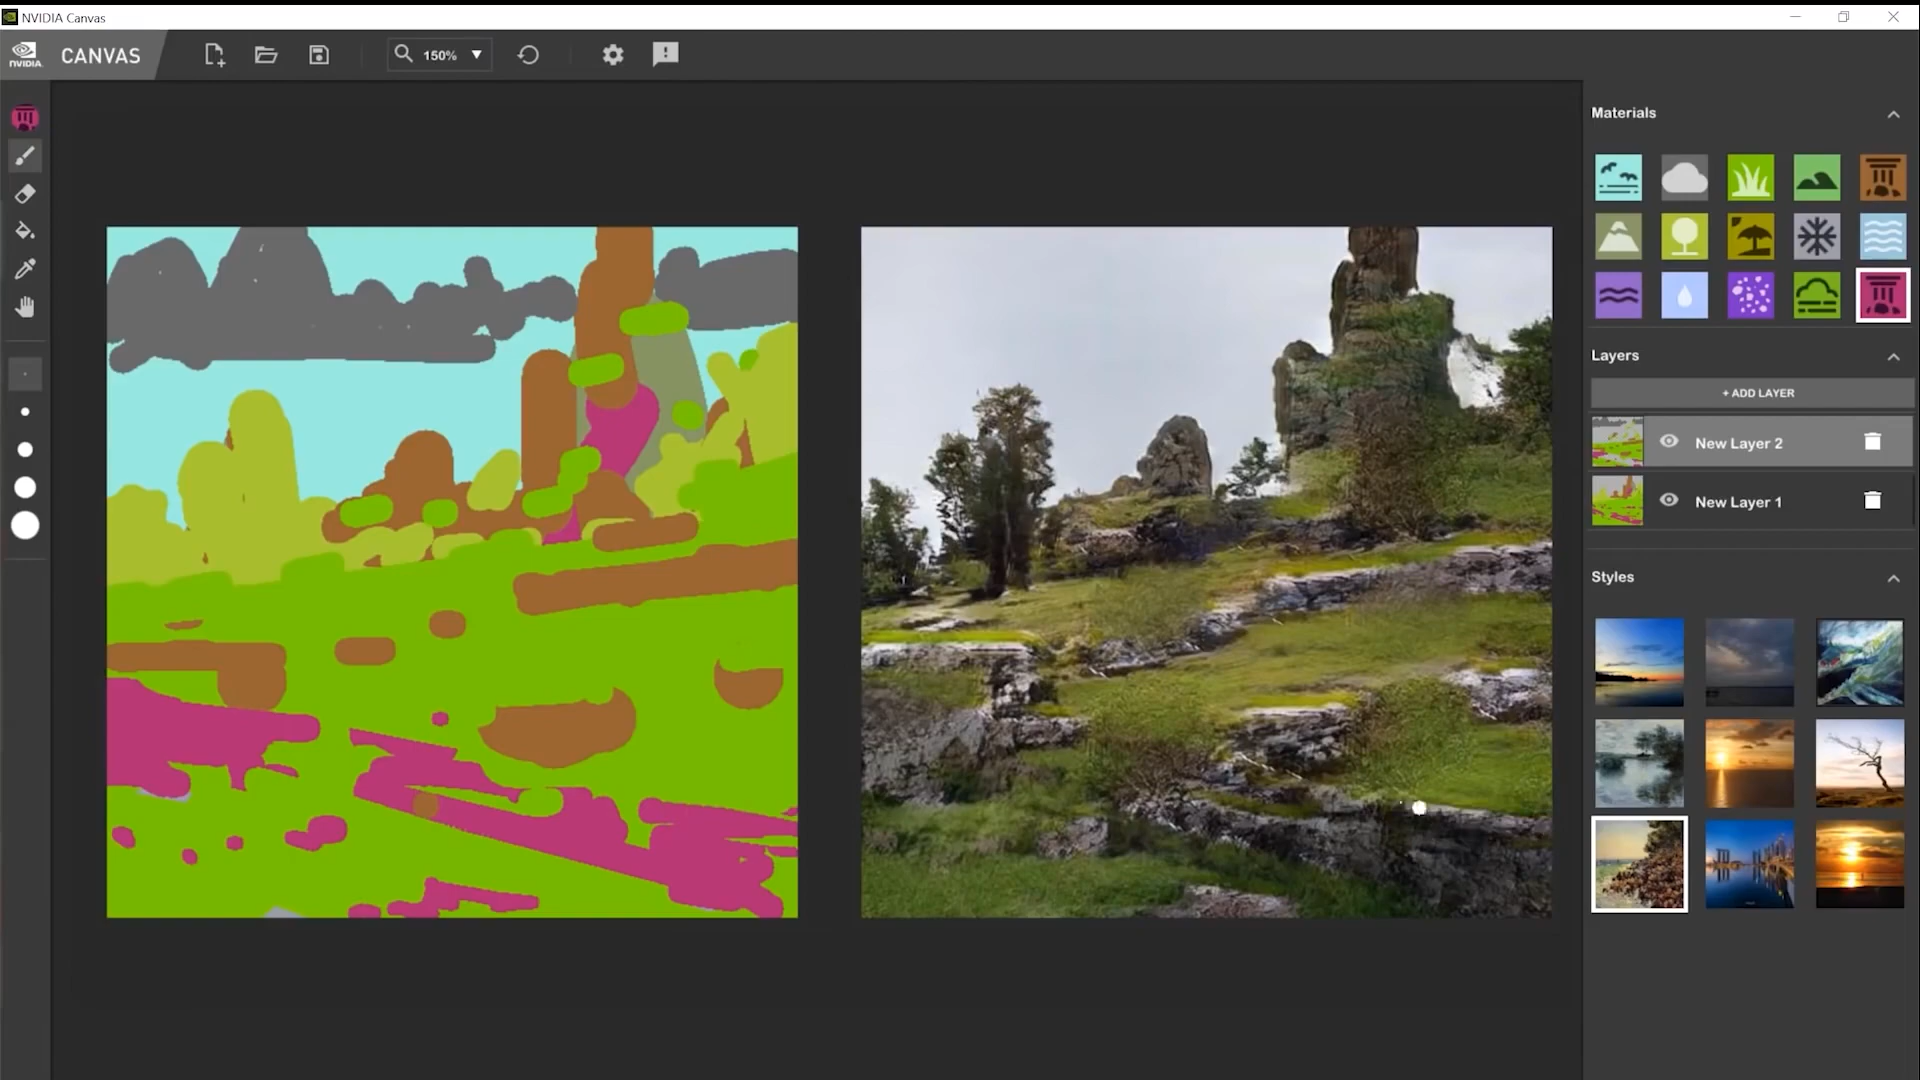 NVIDIA Canvas
NVIDIA
CANVAS
150%
Materials
Layers
+ ADD LAYER
New Layer 2
New Layer 1
Styles